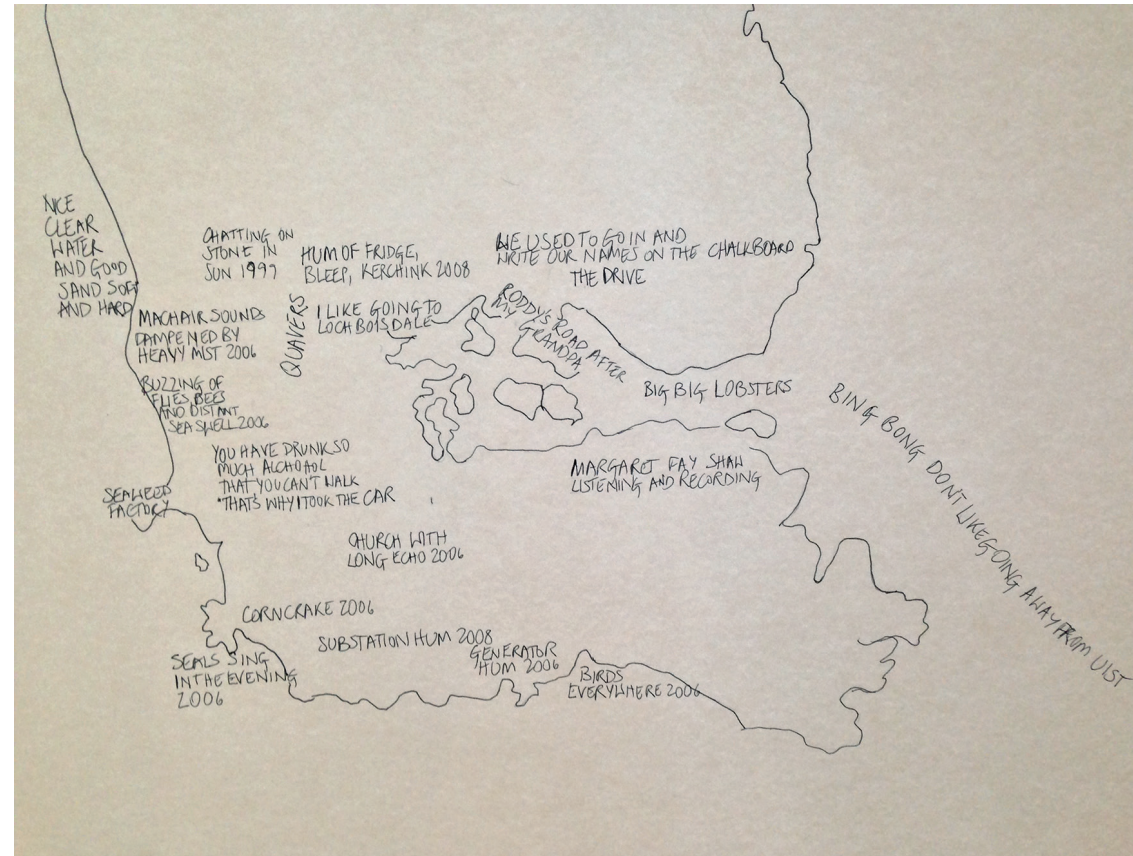 NICE
CLEAR
WATER
AND GOOD
SAND SOFT
AND HARD
CHATTING ON
STONE IN
SUN 1997
HUM OF FRIDGE,
BLEEP, KERCHINK 2008
WE USED TO GO IN AND
WRITE OUR NAMES ON THE CHALKBOARD
THE DRIVE
MACHAIR SOUNDS
DAMPENED BY
HEAVY MIST 2006
QUAVERS
I LIKE GOING TO
LOCHBOISDALE
RODDY'S ROAD AFTER
MY GRANDPA
BUZZING OF
FLIES, BEES
AND DISTANT
SEA SWELL 2006
BIG BIG LOBSTERS
BING BONG DONT LIKE GOING AWAY FROM UIST
YOU HAVE DRUNK SO
MUCH ALCHOAOL
THAT YOU CAN'T WALK
'THATS WHY I TOOK THE CAR
MARGARET FAY SHAW
LISTENING AND RECORDING
SEAWEED
FACTORY
CHURCH WITH
LONG ECHO 2006
CORNCRAKE 2006
SUBSTATION HUM 2008
GENERATOR
HUM 2006
SEALS SING
IN THE EVENING
2006
BIRDS
EVERYWHERE 2006